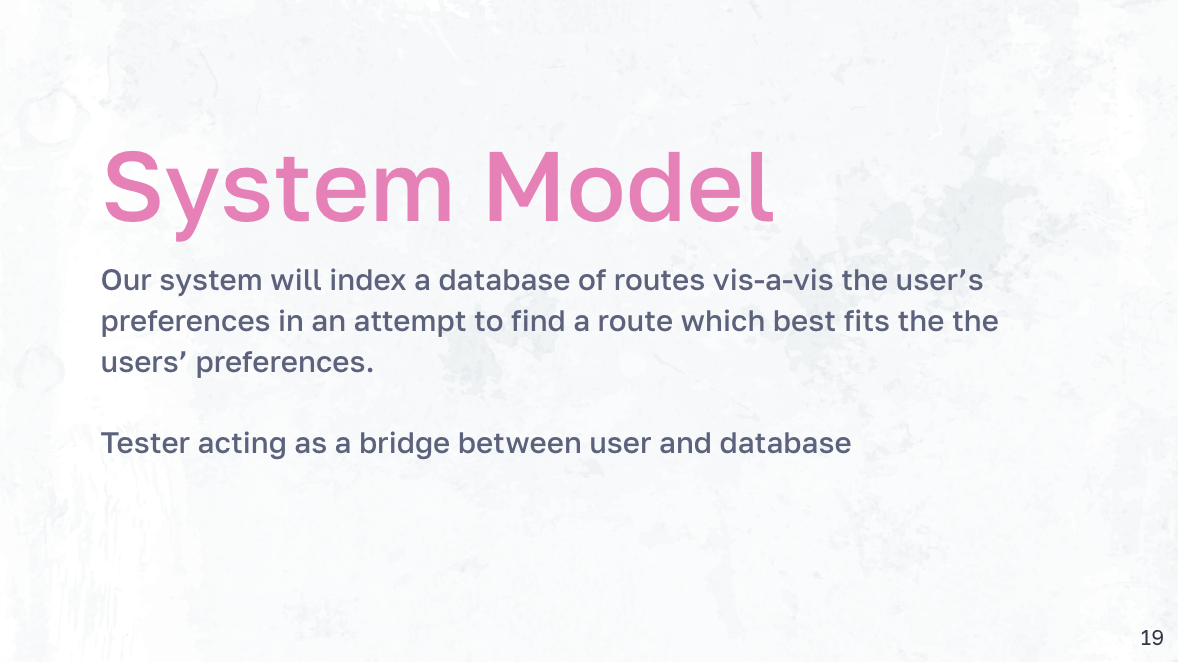 System Model
Our system will index a database of routes vis-a-vis the user’s
preferences in an attempt to find a route which best fits the the
users’ preferences.
Tester acting as a bridge between user and database
19